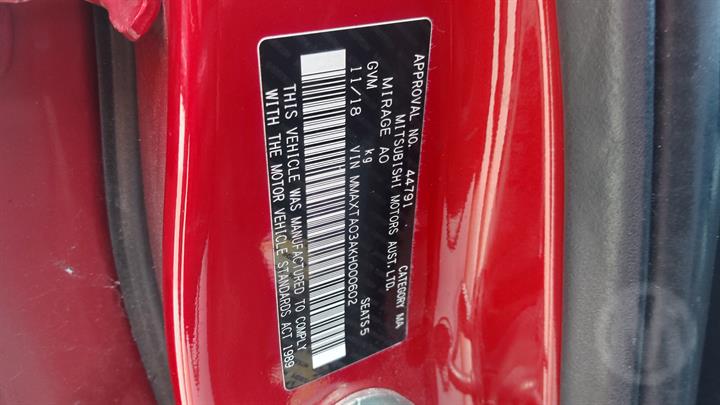 APPROVAL NO. 44791 CATEGORY MA
MITSUBISHI MOTORS AUST.LTD.
MIRAGE AO
GVM kg SEATS 5
11/18 VIN MMAXTA03AKH000602
THIS VEHICLE WAS MANUFACTURED TO COMPLY
WITH THE MOTOR VEHICLE STANDARDS ACT 1989